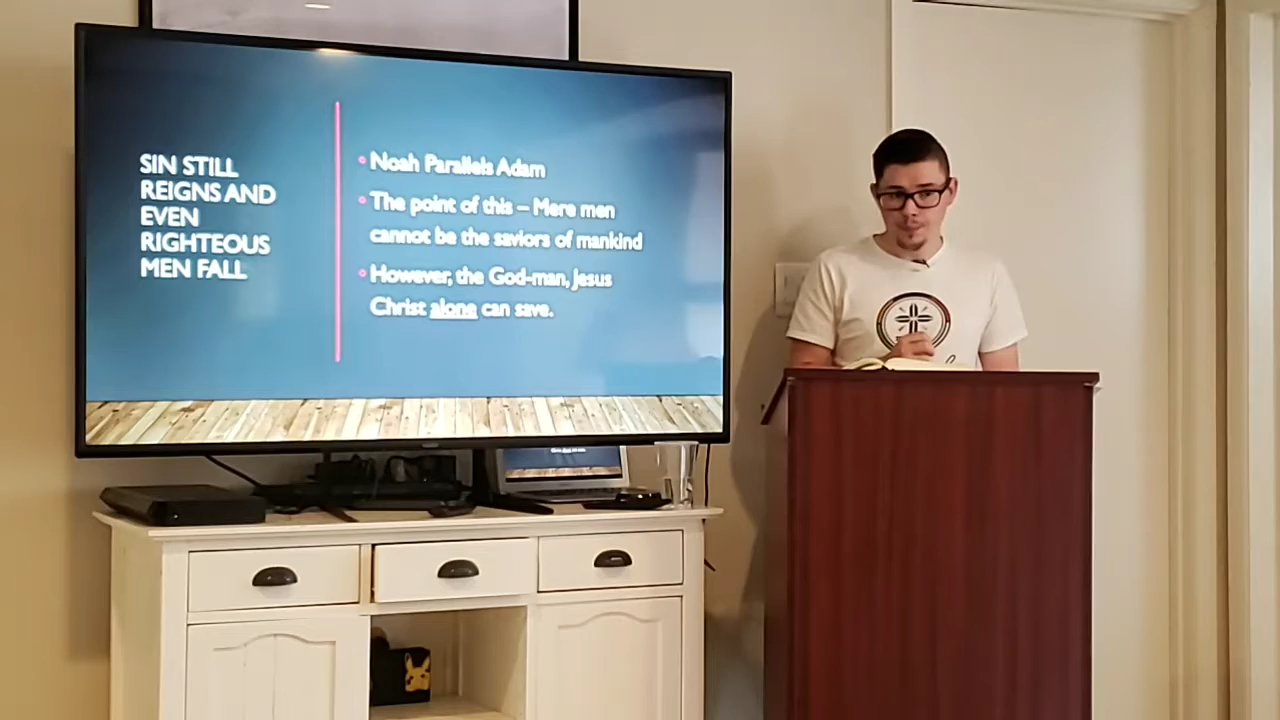 SIN STILL
REIGNS AND
EVEN
RIGHTEOUS
MEN FALL
• Noah Parallels Adam
• The point of this – Mere men
cannot be the saviors of mankind
• However, the God-man, Jesus
Christ alone can save.